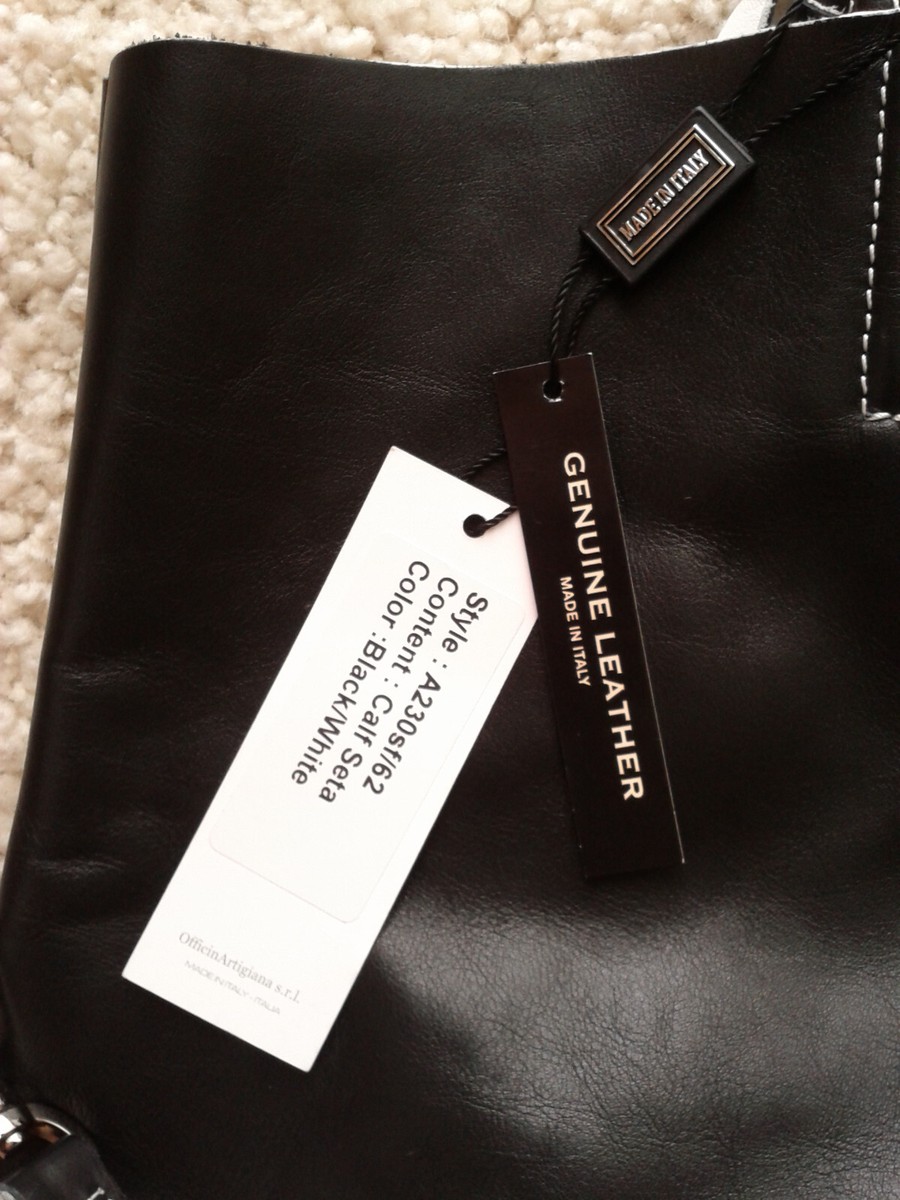 MADE IN ITALY
GENUINE LEATHER
MADE IN ITALY
Style : A230sf/62
Content : Calf Seta
Color :Black/White
OfficinArtigiana s.r.l.
MADE IN ITALY - ITALIA